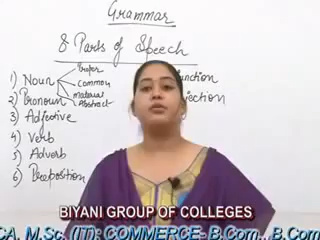 Grammar
8 Parts of Speech
1) Noun
Proper
Common
material
Abstract
2) Pronoun
3) Adjective
4) Verb
5) Adverb
6) Preposition
unction
ection
BIYANI GROUP OF COLLEGES
CA, M.Sc. (IT); COMMERCE- B.Com., B.Com